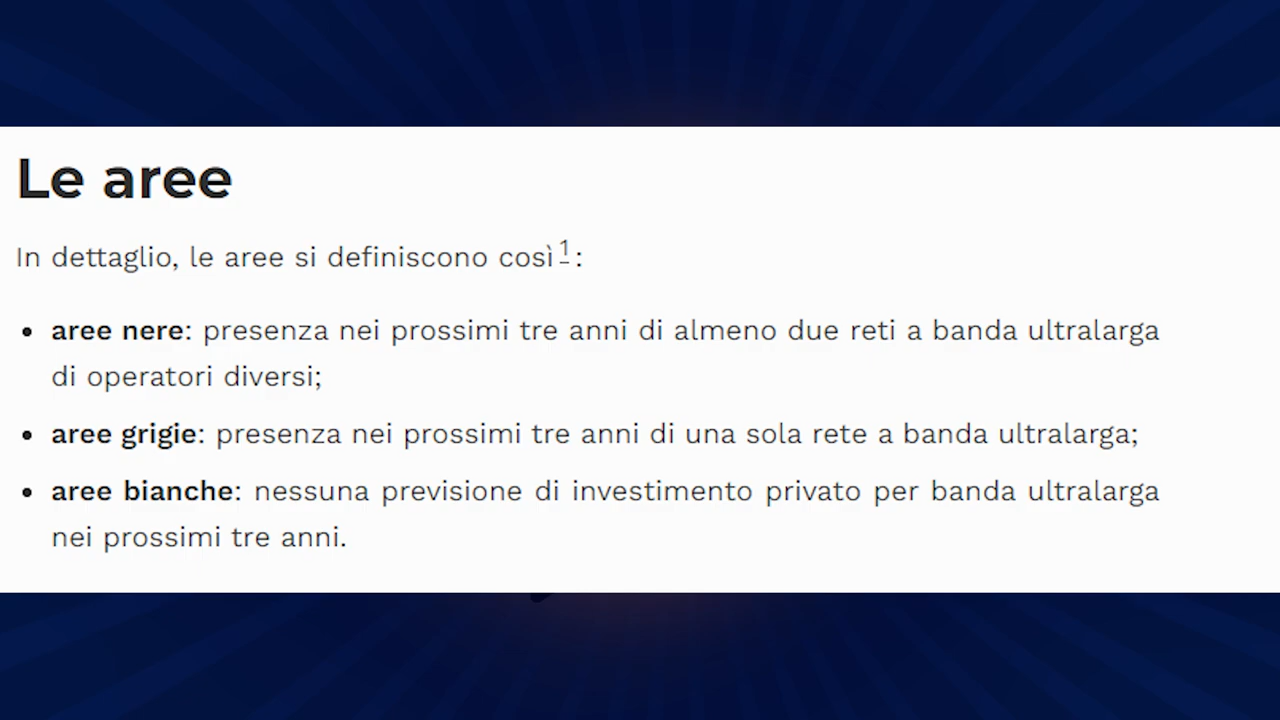 Le aree
In dettaglio, le aree si definiscono così1:
• aree nere: presenza nei prossimi tre anni di almeno due reti a banda ultralarga
di operatori diversi;
• aree grigie: presenza nei prossimi tre anni di una sola rete a banda ultralarga;
• aree bianche: nessuna previsione di investimento privato per banda ultralarga
nei prossimi tre anni.